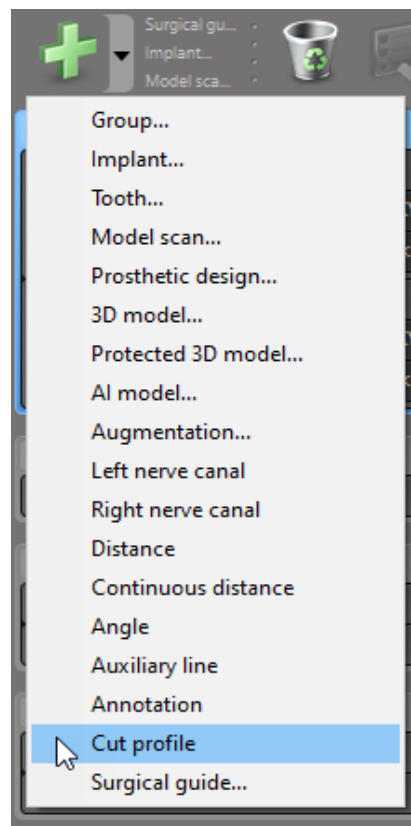 Surgical gu...
Implant...
Model sca...
Group...
Implant...
Tooth...
Model scan...
Prosthetic design...
3D model...
Protected 3D model...
AI model...
Augmentation...
Left nerve canal
Right nerve canal
Distance
Continuous distance
Angle
Auxiliary line
Annotation
Cut profile
Surgical guide...